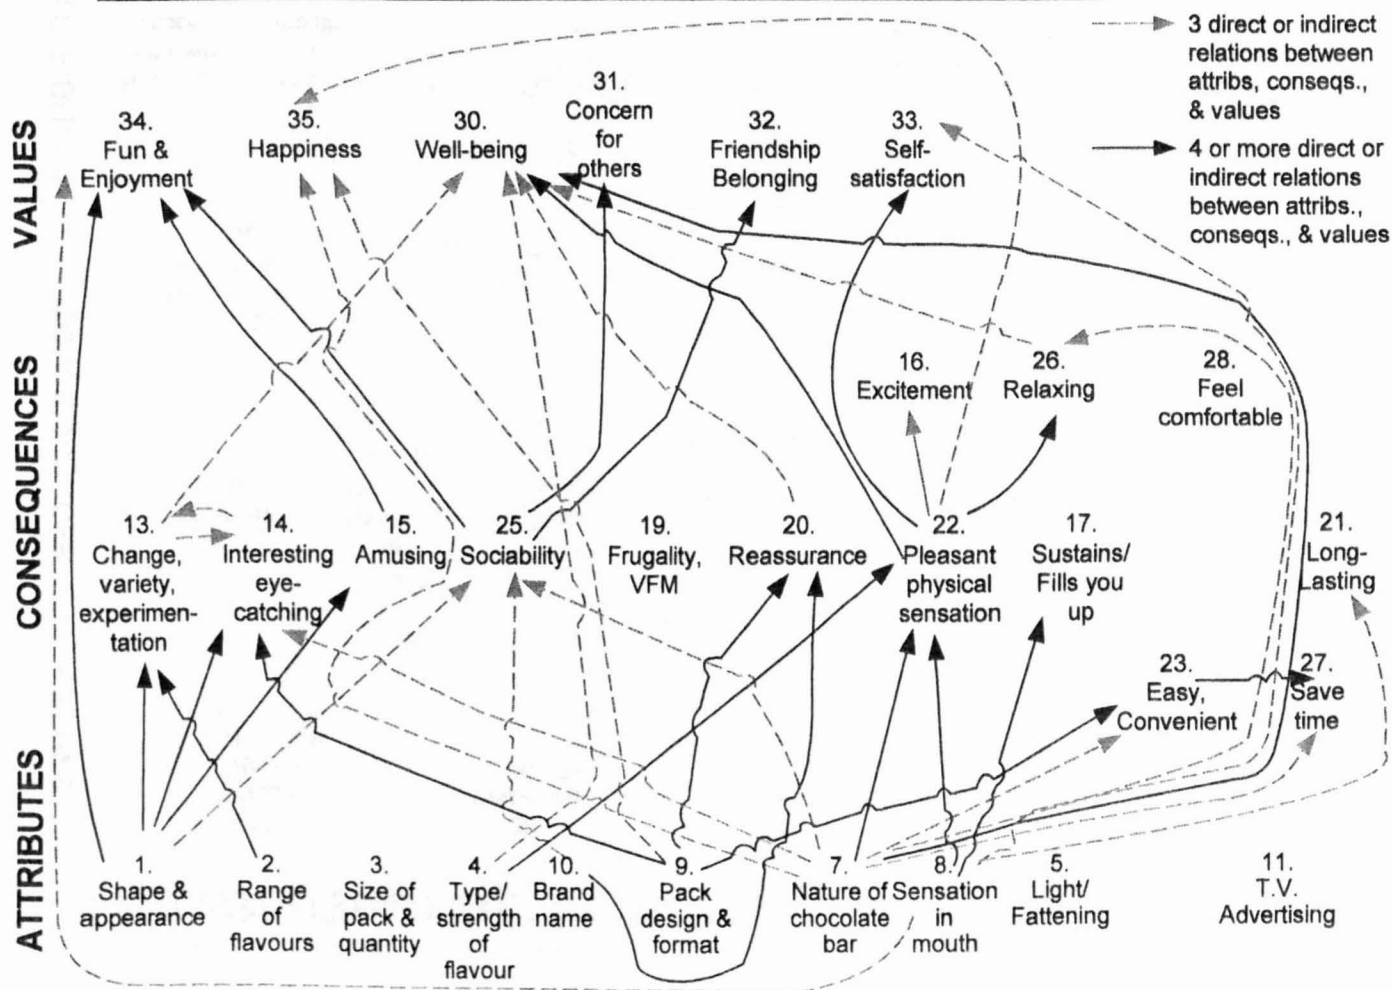 3 direct or indirect
relations between
attribs, conseqs.,
& values
4 or more direct or
indirect relations
between attribs.,
conseqs., & values
VALUES
34.
Fun &
Enjoyment
35.
Happiness
30.
Well-being
31.
Concern
for
others
32.
Friendship
Belonging
33.
Self-
satisfaction
CONSEQUENCES
16.
Excitement
26.
Relaxing
28.
Feel
comfortable
13.
Change,
variety,
experimen-
tation
14.
Interesting
eye-
catching
15.
Amusing
25.
Sociability
19.
Frugality,
VFM
20.
Reassurance
22.
Pleasant
physical
sensation
17.
Sustains/
Fills you
up
21.
Long-
Lasting
23.
Easy,
Convenient
27.
Save
time
ATTRIBUTES
1.
Shape &
appearance
2.
Range
of
flavours
3.
Size of
pack &
quantity
4.
Type/
strength
of
flavour
10.
Brand
name
9.
Pack
design &
format
7.
Nature of
chocolate
bar
8.
Sensation
in
mouth
5.
Light/
Fattening
11.
T.V.
Advertising